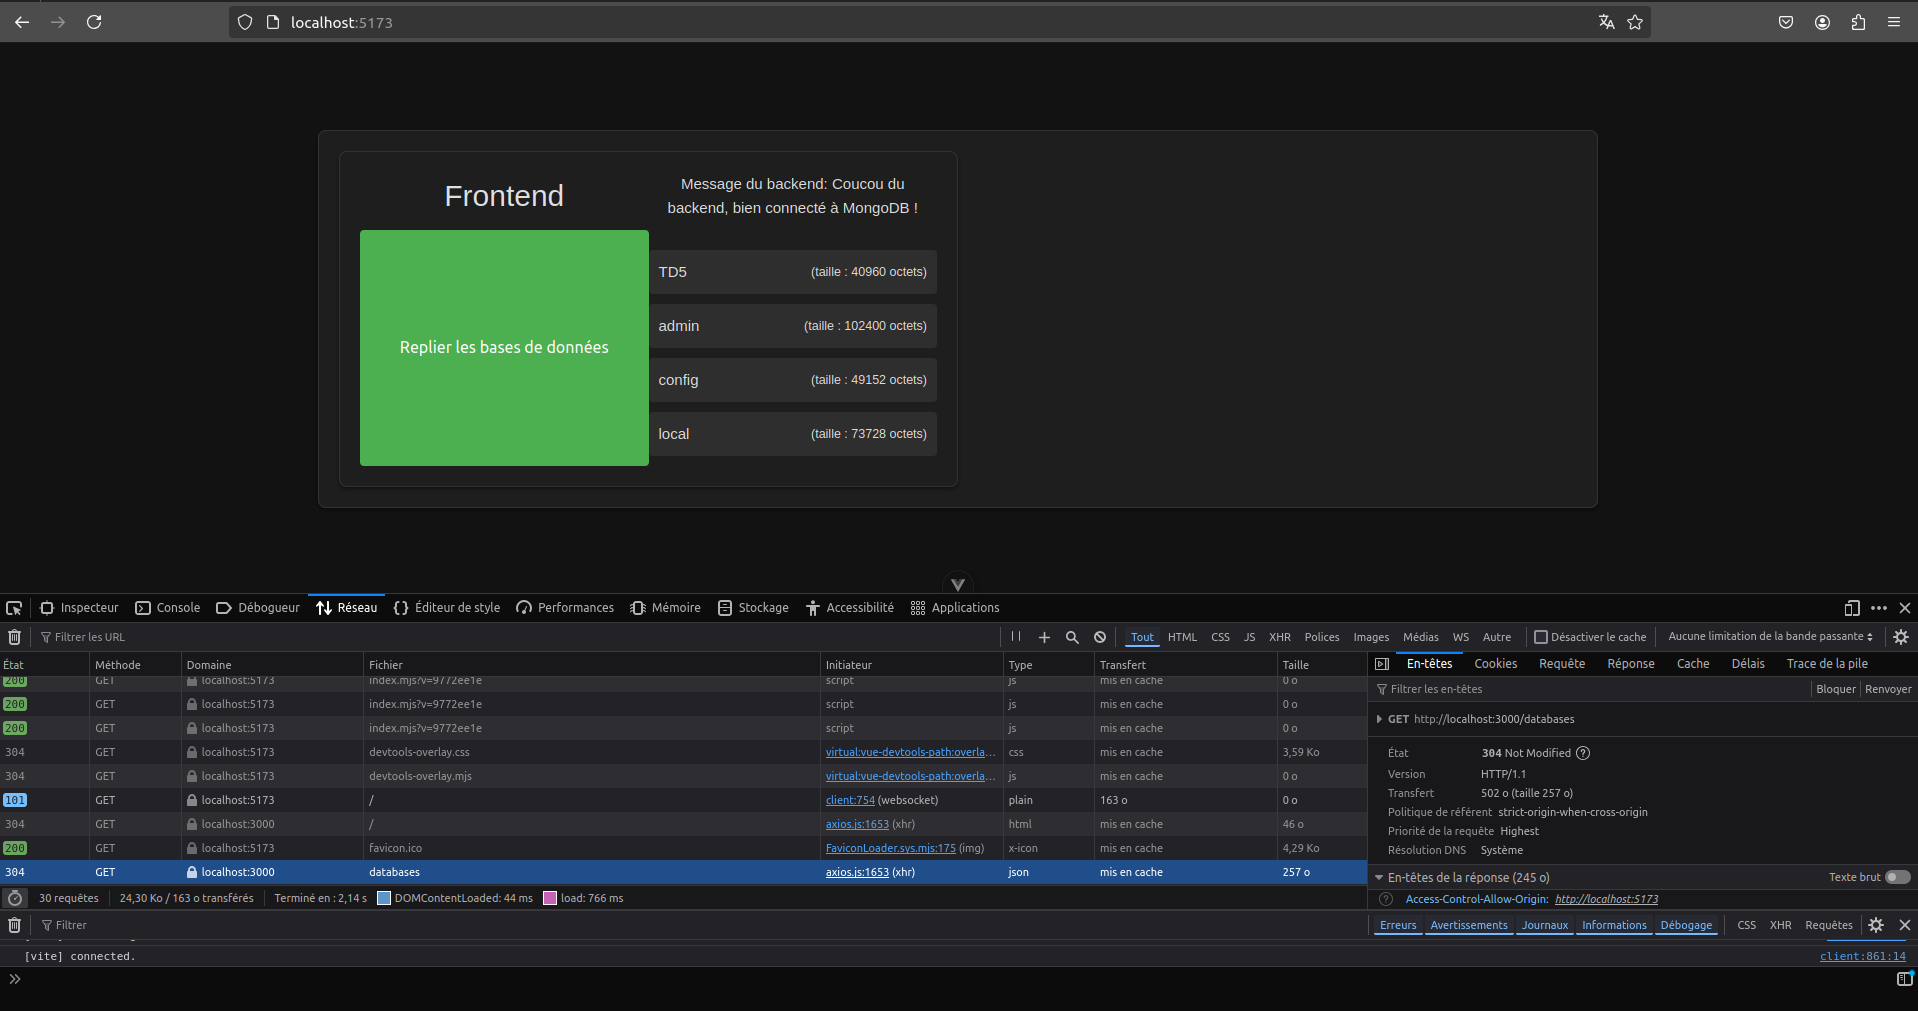 localhost:5173
Frontend
Message du backend: Coucou du
backend, bien connecté à MongoDB !
Replier les bases de données
TD5 (taille : 40960 octets)
admin (taille : 102400 octets)
config (taille : 49152 octets)
local (taille : 73728 octets)
Inspecteur Console Débogueur Réseau Éditeur de style Performances Mémoire Stockage Accessibilité Applications
Filtrer les URL Tout HTML CSS JS XHR Polices Images Médias WS Autre Désactiver le cache Aucune limitation de la bande passante
État Méthode Domaine Fichier Initiateur Type Transfert Taille
200 GET localhost:5173 index.mjs?v=9772ee1e script js mis en cache 0 o
200 GET localhost:5173 index.mjs?v=9772ee1e script js mis en cache 0 o
200 GET localhost:5173 index.mjs?v=9772ee1e script js mis en cache 0 o
304 GET localhost:5173 devtools-overlay.css virtual:vue-devtools-path:overla… css mis en cache 3,59 Ko
304 GET localhost:5173 devtools-overlay.mjs virtual:vue-devtools-path:overla… js mis en cache 0 o
101 GET localhost:5173 / client:754 (websocket) plain 163 o 0 o
304 GET localhost:3000 / axios.js:1653 (xhr) html mis en cache 46 o
200 GET localhost:5173 favicon.ico FaviconLoader.sys.mjs:175 (img) x-icon mis en cache 4,29 Ko
304 GET localhost:3000 databases axios.js:1653 (xhr) json mis en cache 257 o
30 requêtes 24,30 Ko / 163 o transférés Terminé en : 2,14 s DOMContentLoaded: 44 ms load: 766 ms
En-têtes Cookies Requête Réponse Cache Délais Trace de la pile
Filtrer les en-têtes Bloquer Renvoyer
GET http://localhost:3000/databases
État 304 Not Modified
Version HTTP/1.1
Transfert 502 o (taille 257 o)
Politique de référent strict-origin-when-cross-origin
Priorité de la requête Highest
Résolution DNS Système
En-têtes de la réponse (245 o) Texte brut
Access-Control-Allow-Origin: http://localhost:5173
Filtrer Erreurs Avertissements Journaux Informations Débogage CSS XHR Requêtes
[vite] connected. client:861:14